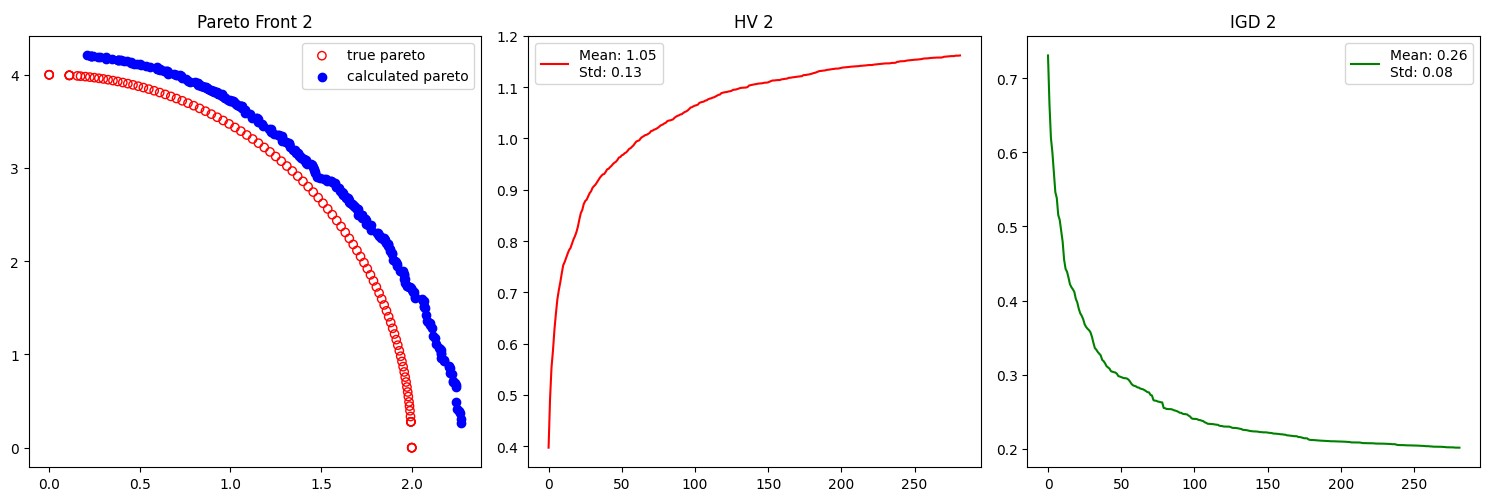 Pareto Front 2
true pareto
calculated pareto
4
3
2
1
0
0.0 0.5 1.0 1.5 2.0
HV 2
Mean: 1.05
Std: 0.13
1.2
1.1
1.0
0.9
0.8
0.7
0.6
0.5
0.4
0 50 100 150 200 250
IGD 2
Mean: 0.26
Std: 0.08
0.7
0.6
0.5
0.4
0.3
0.2
0 50 100 150 200 250